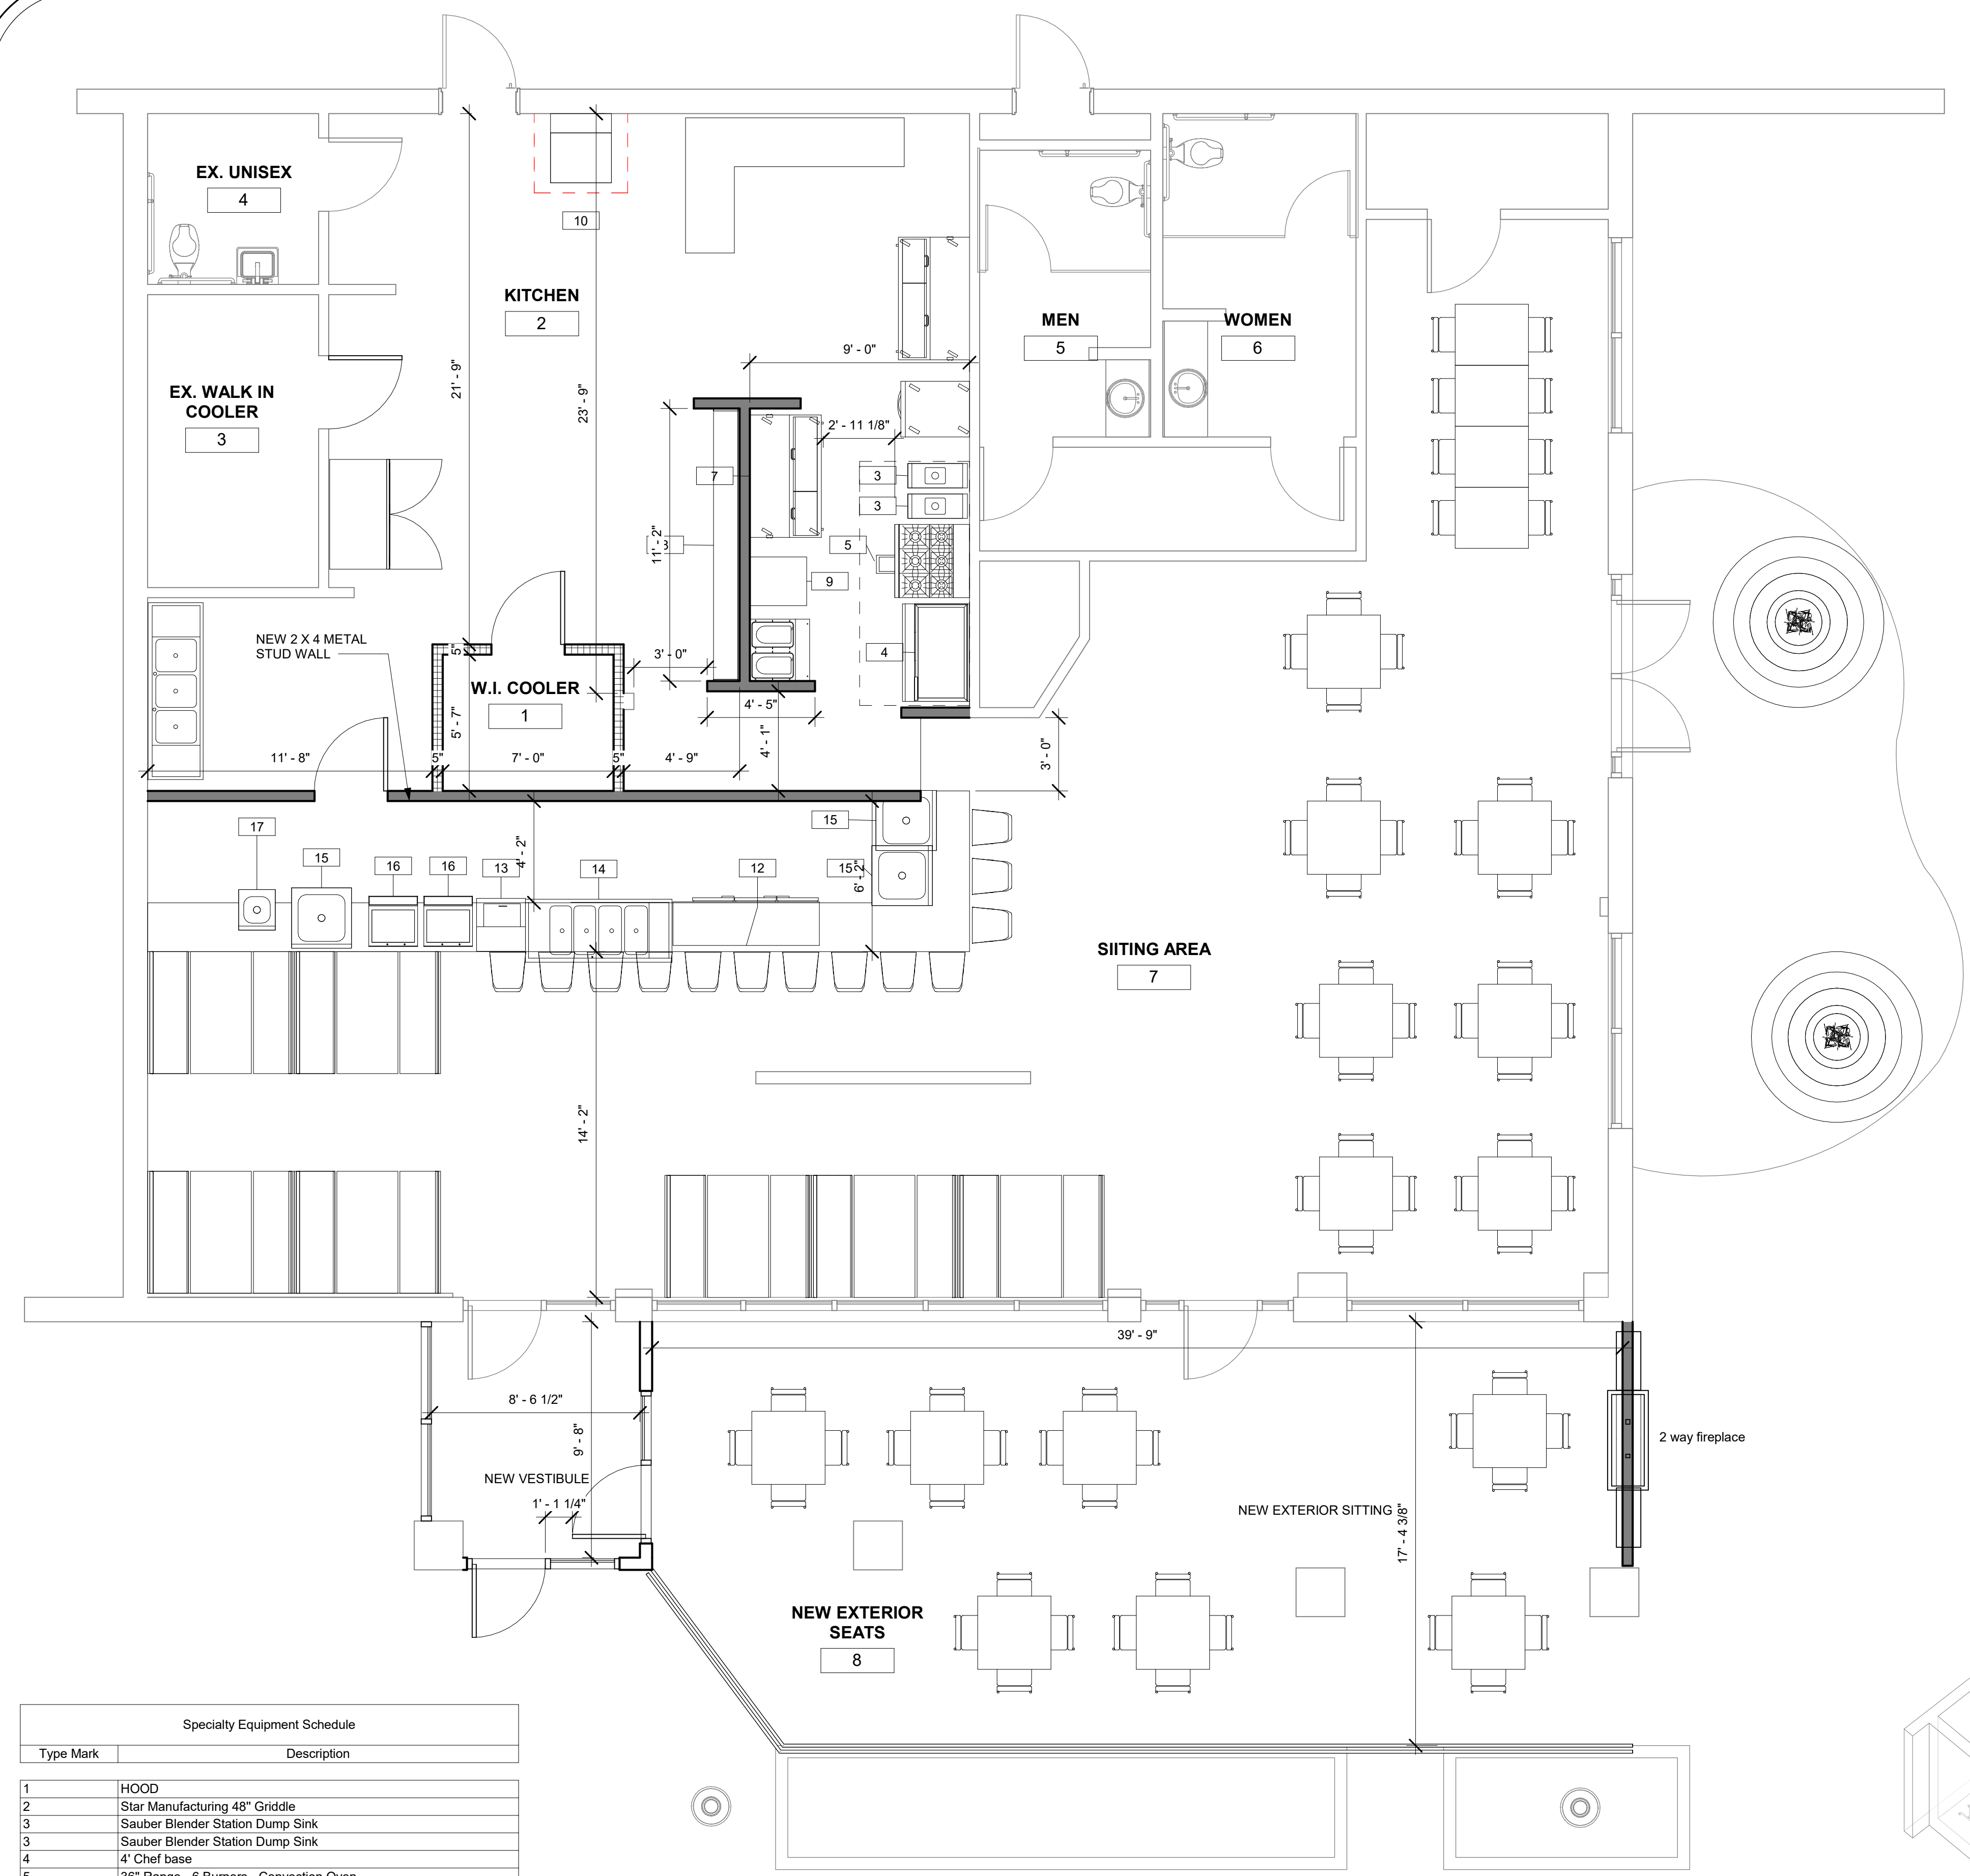 EX. UNISEX
4
10
KITCHEN
2
MEN
5
WOMEN
6
9' - 0"
21' - 9"
23' - 9"
EX. WALK IN
COOLER
3
2' - 11 1/8"
7
3
3
11' - 2"
5
9
NEW 2 X 4 METAL
STUD WALL
5"
3' - 0"
4
W.I. COOLER
1
5' - 7"
4' - 5"
4' - 1"
3' - 0"
11' - 8"
5"
7' - 0"
5"
4' - 9"
17
15
16
16
13
4' - 2"
14
12
15
15
6' - 2"
SIITING AREA
7
14' - 2"
39' - 9"
8' - 6 1/2"
9' - 8"
2 way fireplace
NEW VESTIBULE
1' - 1 1/4"
NEW EXTERIOR SITTING
17' - 4 3/8"
NEW EXTERIOR
SEATS
8
Specialty Equipment Schedule
Type Mark Description
1 HOOD
2 Star Manufacturing 48" Griddle
3 Sauber Blender Station Dump Sink
3 Sauber Blender Station Dump Sink
4 4' Chef base
5 36" Range - 6 Burners - Convection Oven